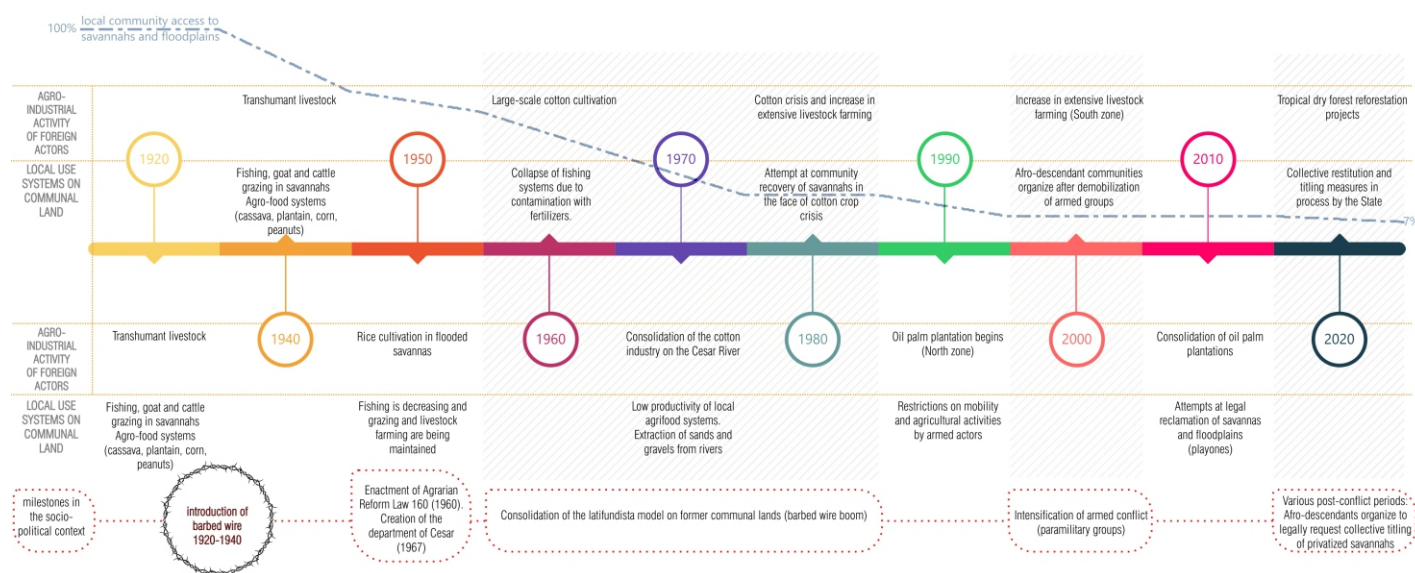 100%
local community access to
savannahs and floodplains
AGRO-
INDUSTRIAL
ACTIVITY
OF FOREIGN
ACTORS
Transhumant livestock
Large-scale cotton cultivation
Cotton crisis and increase in
extensive livestock farming
Increase in extensive livestock
farming (South zone)
Tropical dry forest reforestation
projects
1920
1950
1970
1990
2010
LOCAL USE
SYSTEMS ON
COMMUNAL
LAND
Fishing, goat and cattle
grazing in savannahs
Agro-food systems
(cassava, plantain, corn,
peanuts)
Collapse of fishing
systems due to
contamination with
fertilizers.
Attempt at community
recovery of savannahs in
the face of cotton crop
crisis
Afro-descendant communities
organize after demobilization
of armed groups
Collective restitution and
titling measures in
process by the State
7%
AGRO-
INDUSTRIAL
ACTIVITY
OF FOREIGN
ACTORS
Transhumant livestock
1940
Rice cultivation in flooded
savannas
1960
Consolidation of the cotton
industry on the Cesar River
1980
Oil palm plantation begins
(North zone)
2000
Consolidation of oil palm
plantations
2020
LOCAL USE
SYSTEMS ON
COMMUNAL
LAND
Fishing, goat and cattle
grazing in savannahs
Agro-food systems
(cassava, plantain, corn,
peanuts)
Fishing is decreasing and
grazing and livestock
farming are being
maintained
Low productivity of local
agrifood systems.
Extraction of sands and
gravels from rivers
Restrictions on mobility
and agricultural activities
by armed actors
Attempts at legal
reclamation of savannas
and floodplains
(playones)
milestones in
the socio-
political context
introduction of
barbed wire
1920-1940
Enactment of Agrarian
Reform Law 160 (1960).
Creation of the
department of Cesar
(1967)
Consolidation of the latifundista model on former communal lands (barbed wire boom)
Intensification of armed conflict
(paramilitary groups)
Various post-conflict periods:
Afro-descendants organize to
legally request collective titling
of privatized savannahs